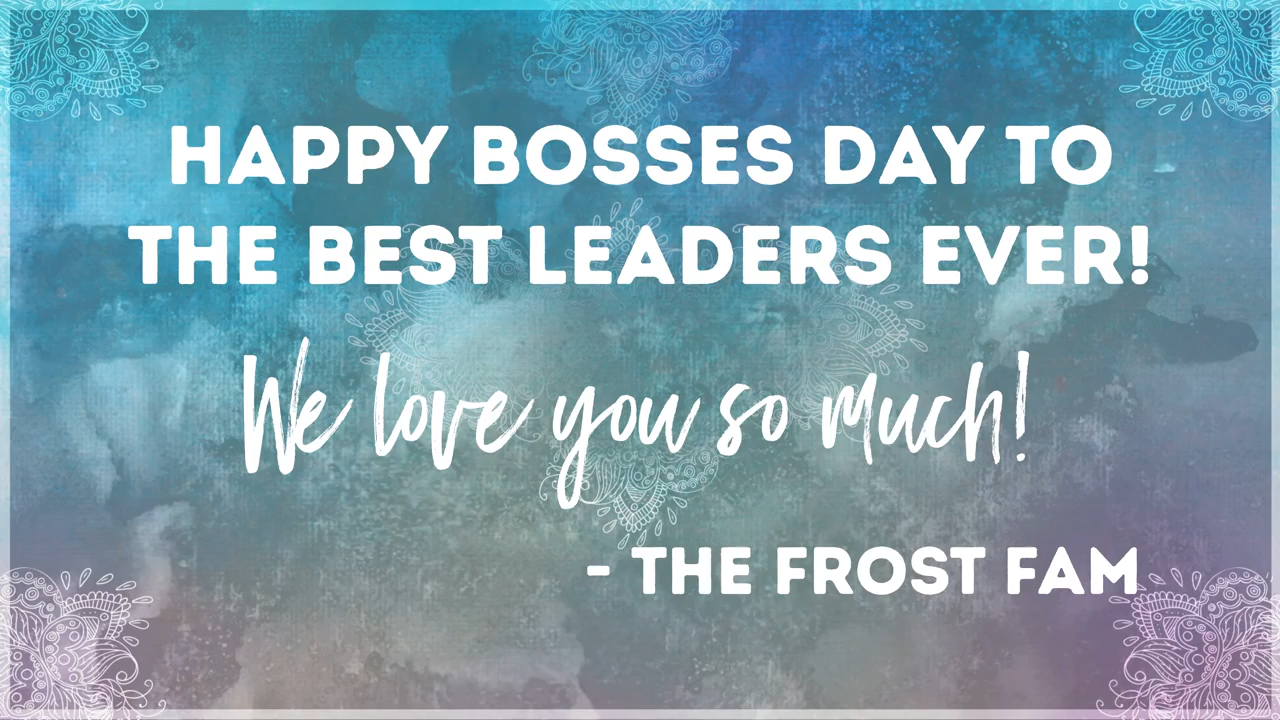 HAPPY BOSSES DAY TO
THE BEST LEADERS EVER!
We love you so much!
- THE FROST FAM